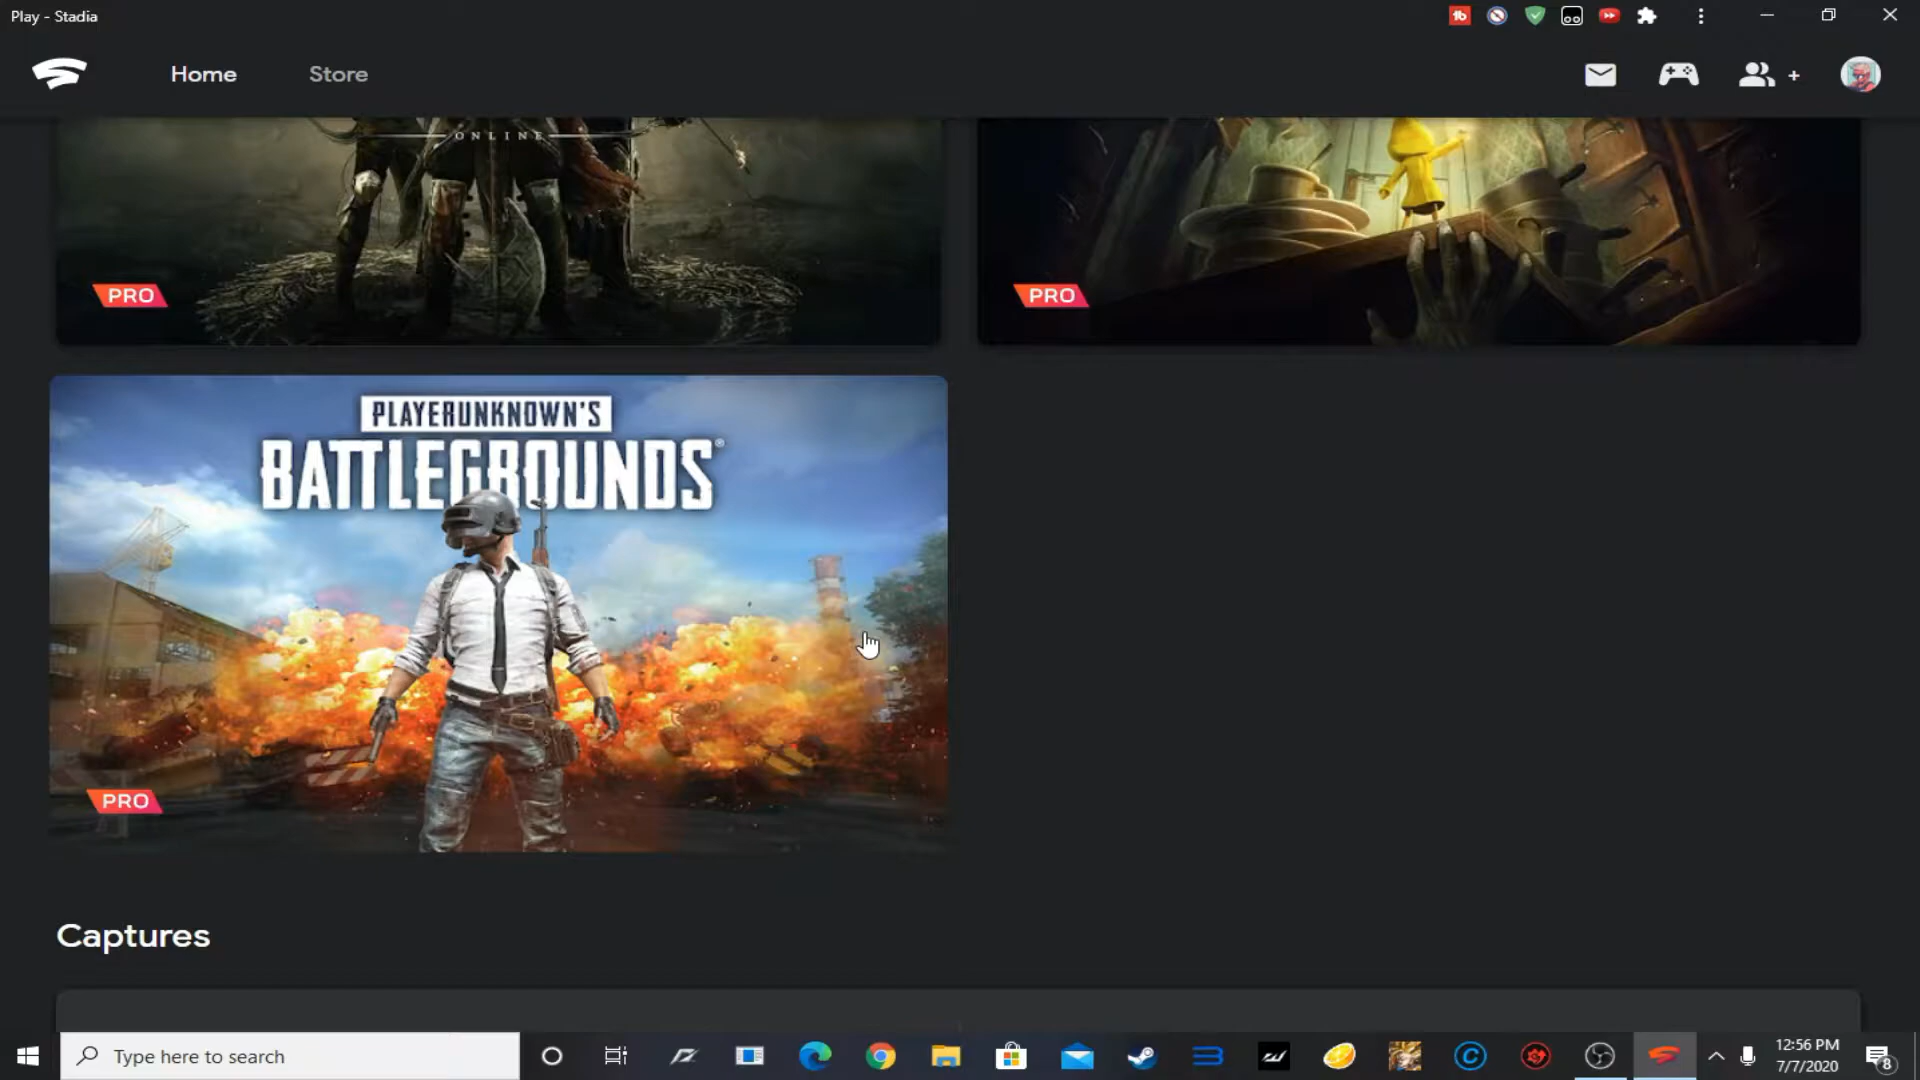 Play - Stadia
Home
Store
+
ONLINE
PRO
PRO
PLAYERUNKNOWN'S
BATTLEGROUNDS
PRO
Captures
Type here to search
12:56 PM
7/7/2020
8